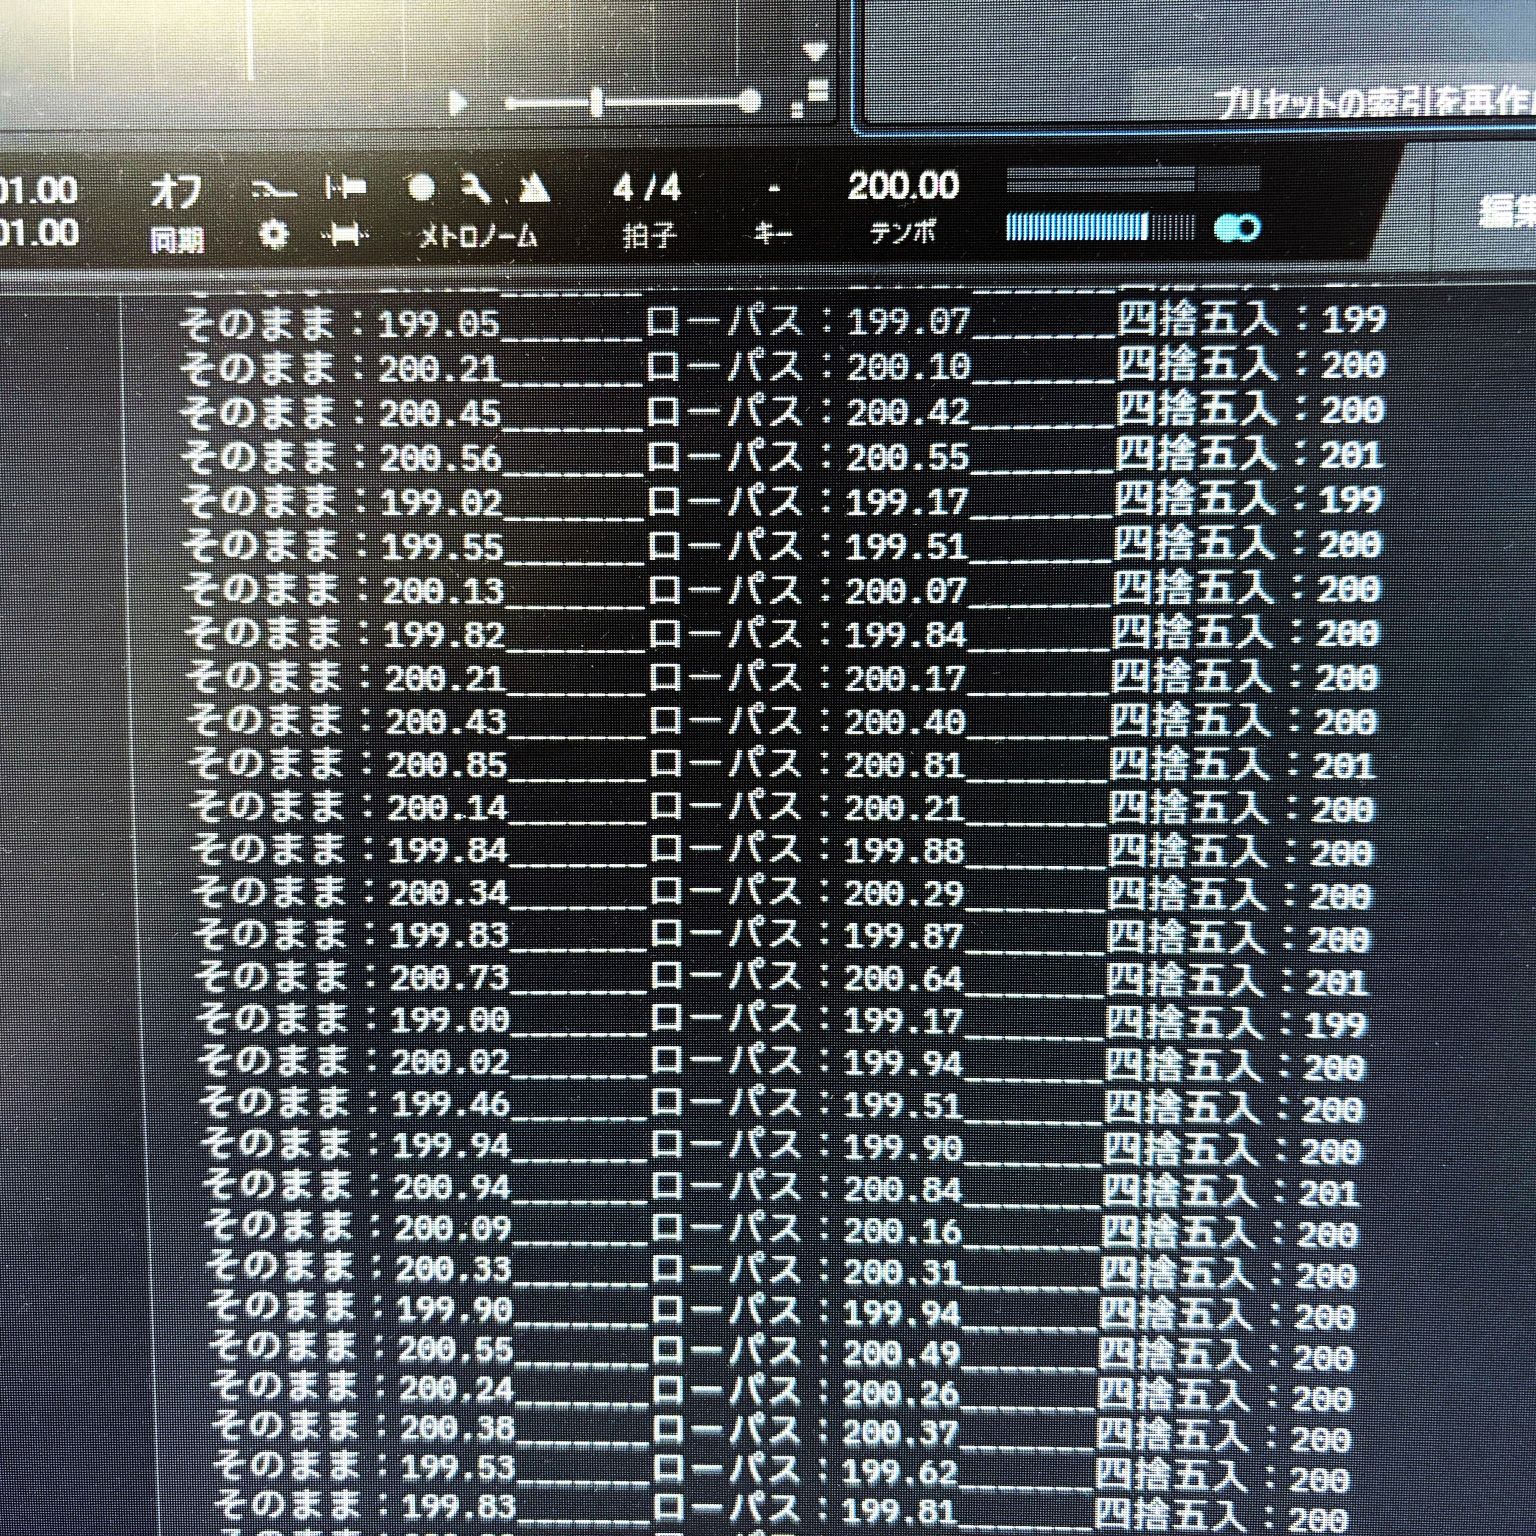 プリセットの索引を再作
01.00 オフ 4 / 4 - 200.00
01.00 同期 メトロノーム 拍子 キー テンポ
編集
そのまま：199.05_______ローパス：199.07_______四捨五入：199
そのまま：200.21_______ローパス：200.10_______四捨五入：200
そのまま：200.45_______ローパス：200.42_______四捨五入：200
そのまま：200.56_______ローパス：200.55_______四捨五入：201
そのまま：199.02_______ローパス：199.17_______四捨五入：199
そのまま：199.55_______ローパス：199.51_______四捨五入：200
そのまま：200.13_______ローパス：200.07_______四捨五入：200
そのまま：199.82_______ローパス：199.84_______四捨五入：200
そのまま：200.21_______ローパス：200.17_______四捨五入：200
そのまま：200.43_______ローパス：200.40_______四捨五入：200
そのまま：200.85_______ローパス：200.81_______四捨五入：201
そのまま：200.14_______ローパス：200.21_______四捨五入：200
そのまま：199.84_______ローパス：199.88_______四捨五入：200
そのまま：200.34_______ローパス：200.29_______四捨五入：200
そのまま：199.83_______ローパス：199.87_______四捨五入：200
そのまま：200.73_______ローパス：200.64_______四捨五入：201
そのまま：199.00_______ローパス：199.17_______四捨五入：199
そのまま：200.02_______ローパス：199.94_______四捨五入：200
そのまま：199.46_______ローパス：199.51_______四捨五入：200
そのまま：199.94_______ローパス：199.90_______四捨五入：200
そのまま：200.94_______ローパス：200.84_______四捨五入：201
そのまま：200.09_______ローパス：200.16_______四捨五入：200
そのまま：200.33_______ローパス：200.31_______四捨五入：200
そのまま：199.90_______ローパス：199.94_______四捨五入：200
そのまま：200.55_______ローパス：200.49_______四捨五入：200
そのまま：200.24_______ローパス：200.26_______四捨五入：200
そのまま：200.38_______ローパス：200.37_______四捨五入：200
そのまま：199.53_______ローパス：199.62_______四捨五入：200
そのまま：199.83_______ローパス：199.81_______四捨五入：200